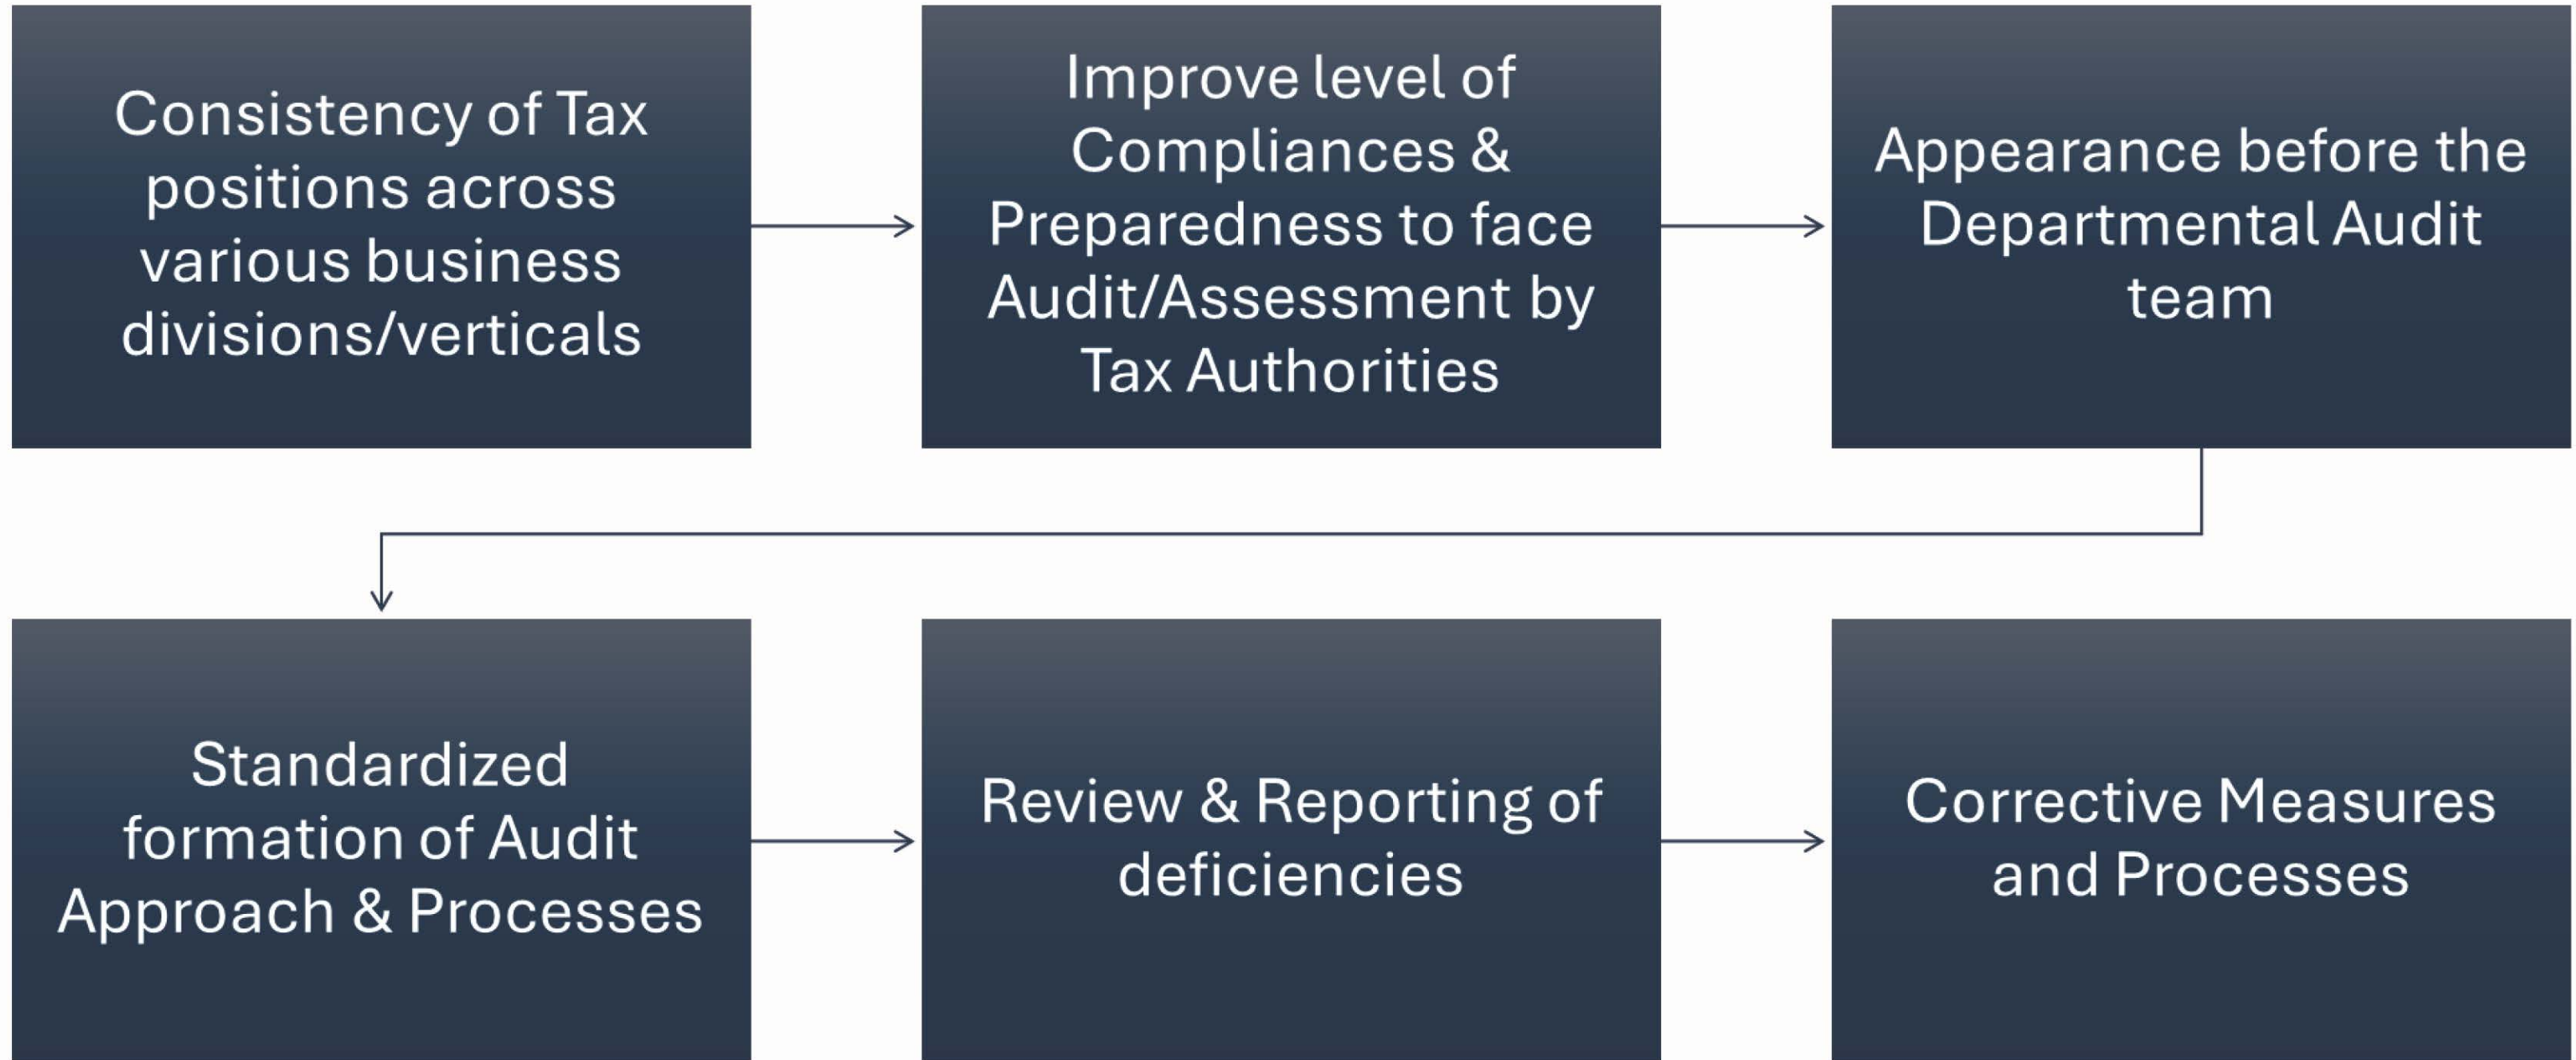 Consistency of Tax
positions across
various business
divisions/verticals
Improve level of
Compliances &
Preparedness to face
Audit/Assessment by
Tax Authorities
Appearance before the
Departmental Audit
team
Standardized
formation of Audit
Approach & Processes
Review & Reporting of
deficiencies
Corrective Measures
and Processes